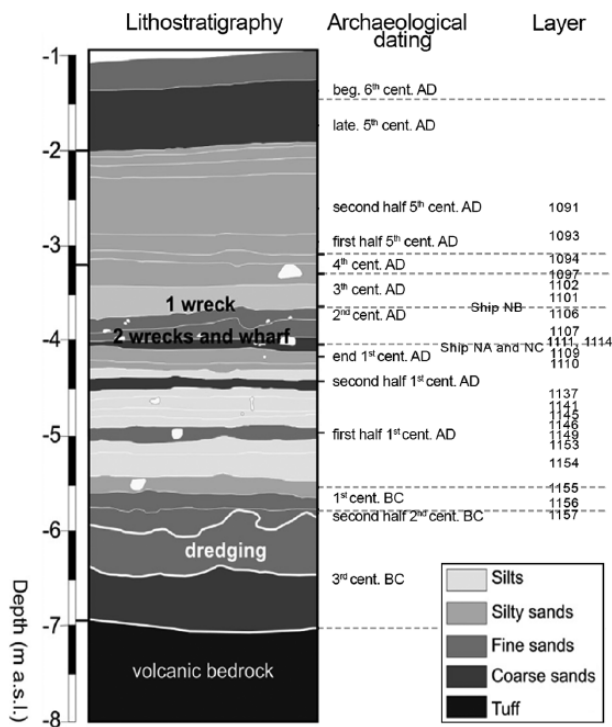 Lithostratigraphy
Archaeological dating
Layer
-1
beg. 6th cent. AD
late. 5th cent. AD
-2
second half 5th cent. AD
1091
first half 5th cent. AD
1093
-3
1094
4th cent. AD
1097
3th cent. AD
1102
1101
1 wreck
Ship NB
2nd cent. AD
1106
2 wrecks and wharf
1107
-4
Ship NA and NC
1111, 1114
end 1st cent. AD
1109
1110
second half 1st cent. AD
1137
1141
1145
1146
first half 1st cent. AD
1149
-5
1153
1154
1155
1st cent. BC
1156
second half 2nd cent. BC
1157
-6
dredging
3rd cent. BC
-7
volcanic bedrock
-8
Depth (m a.s.l.)
Silts
Silty sands
Fine sands
Coarse sands
Tuff